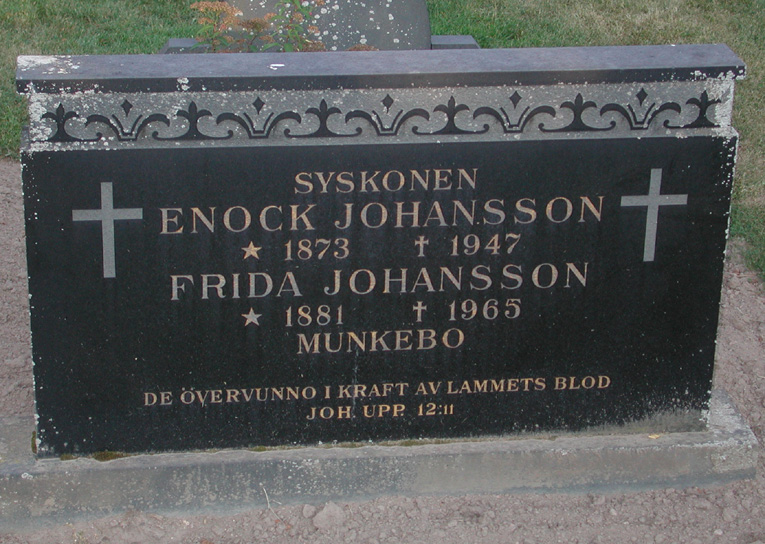 SYSKONEN
ENOCK JOHANSSON
★ 1873 † 1947
FRIDA JOHANSSON
★ 1881 † 1965
MUNKEBO
DE ÖVERVUNNO I KRAFT AV LAMMETS BLOD
JOH. UPP. 12:11